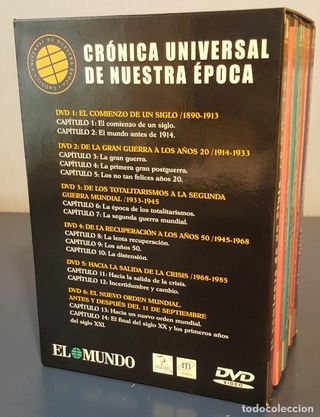 CRÓNICA UNIVERSAL
DE NUESTRA ÉPOCA
DVD 1: EL COMIENZO DE UN SIGLO /1890-1913
CAPÍTULO 1: El comienzo de un siglo.
CAPÍTULO 2: El mundo antes de 1914.
DVD 2: DE LA GRAN GUERRA A LOS AÑOS 20 /1914-1933
CAPÍTULO 3: La gran guerra.
CAPÍTULO 4: La primera gran postguerra.
CAPÍTULO 5: Los no tan felices años 20.
DVD 3: DE LOS TOTALITARISMOS A LA SEGUNDA
GUERRA MUNDIAL /1933-1945
CAPÍTULO 6: La época de los totalitarismos.
CAPÍTULO 7: La segunda guerra mundial.
DVD 4: DE LA RECUPERACIÓN A LOS AÑOS 50 /1945-1968
CAPÍTULO 8: La lenta recuperación.
CAPÍTULO 9: Los años 50.
CAPÍTULO 10: La distensión.
DVD 5: HACIA LA SALIDA DE LA CRISIS /1968-1985
CAPÍTULO 11: Hacia la salida de la crisis.
CAPÍTULO 12: Incertidumbre y cambio.
DVD 6: EL NUEVO ORDEN MUNDIAL.
ANTES Y DESPUÉS DEL 11 DE SEPTIEMBRE
CAPÍTULO 13: Hacia un nuevo orden mundial.
CAPÍTULO 14: El final del siglo XX y los primeros años
del siglo XXI.
EL MUNDO
DVD
VIDEO
todocoleccion